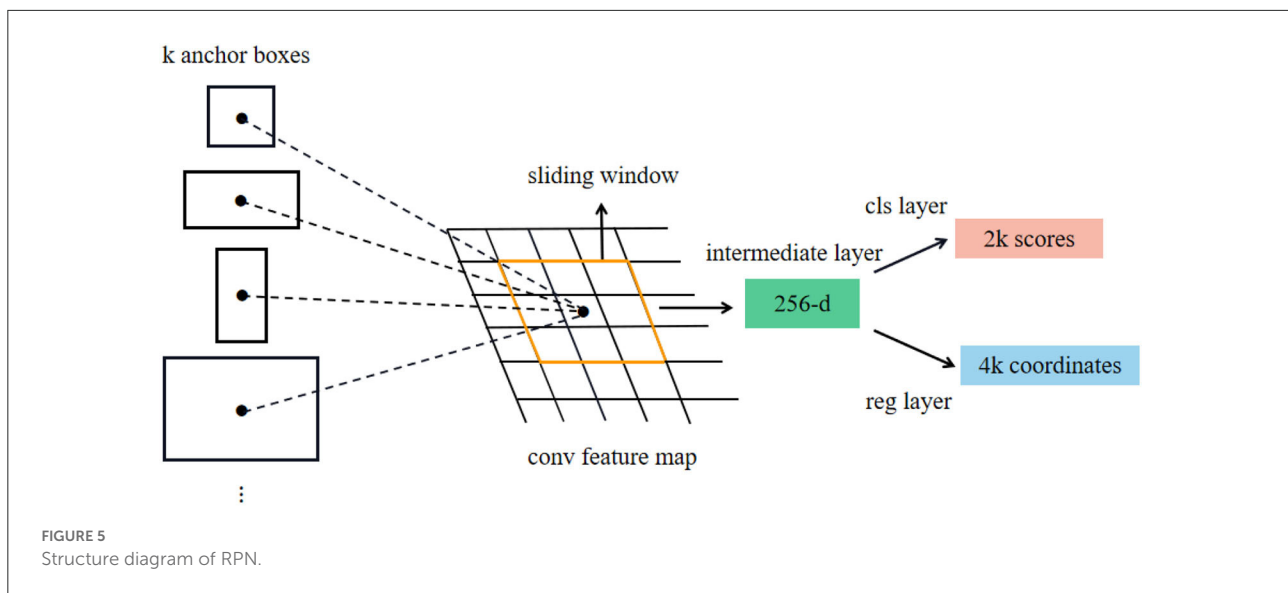 k anchor boxes
sliding window
cls layer
2k scores
intermediate layer
256-d
4k coordinates
reg layer
conv feature map
...
FIGURE 5
Structure diagram of RPN.